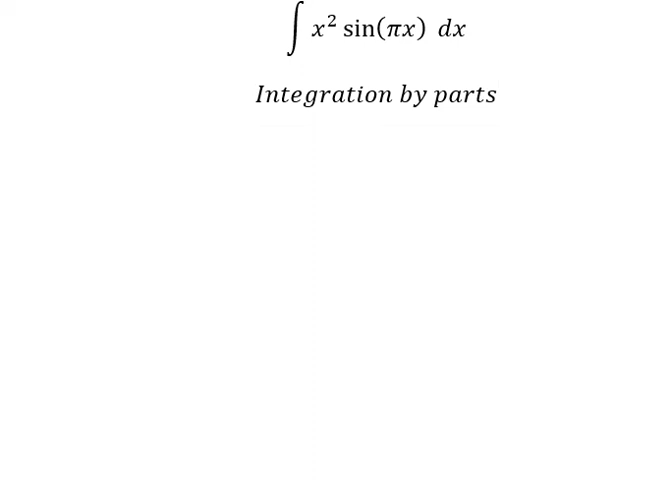 ∫ x² sin(πx) dx
Integration by parts